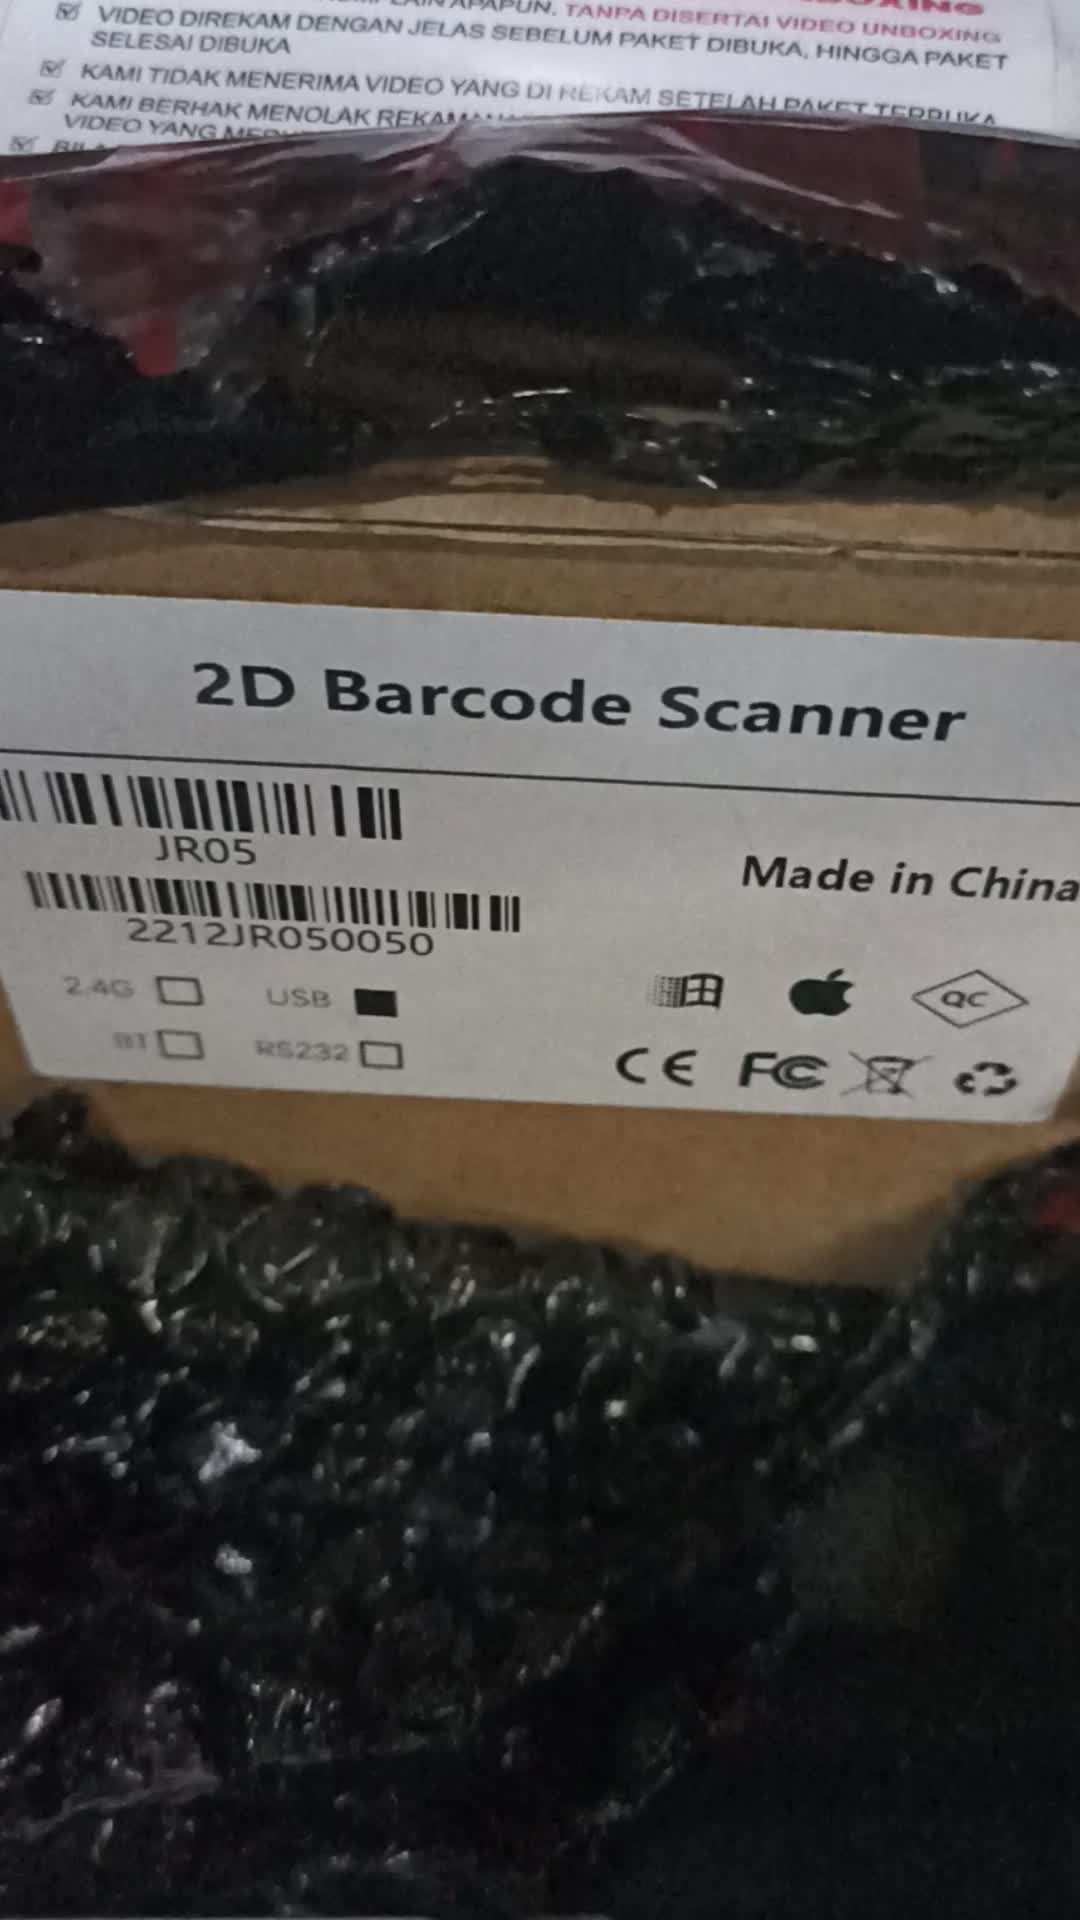 APAPUN. TANPA DISERTAI VIDEO UNBOXING
VIDEO DIREKAM DENGAN JELAS SEBELUM PAKET DIBUKA, HINGGA PAKET
SELESAI DIBUKA
KAMI TIDAK MENERIMA VIDEO YANG DI REKAM SETELAH PAKET TERBUKA
KAMI BERHAK MENOLAK
VIDEO YANG
2D Barcode Scanner
JR05
Made in China
2212JR050050
2.4G USB
BT RS232
QC
CE FC